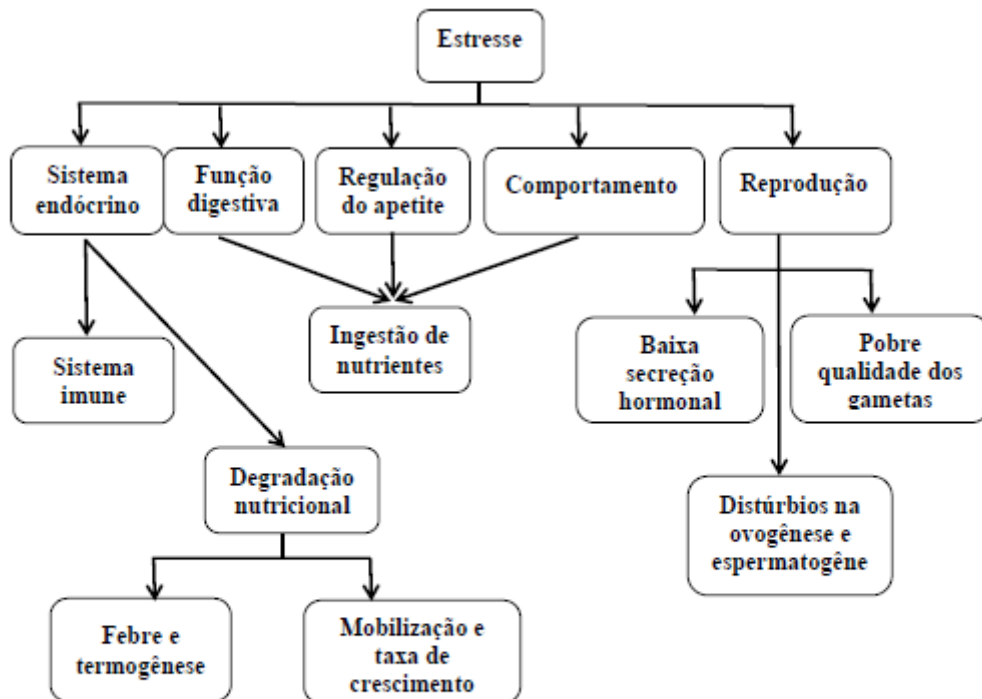 Estresse
Sistema
endócrino
Função
digestiva
Regulação
do apetite
Comportamento
Reprodução
Sistema
imune
Ingestão de
nutrientes
Baixa
secreção
hormonal
Pobre
qualidade dos
gametas
Degradação
nutricional
Distúrbios na
ovogênese e
espermatogêne
Febre e
termogênese
Mobilização e
taxa de
crescimento